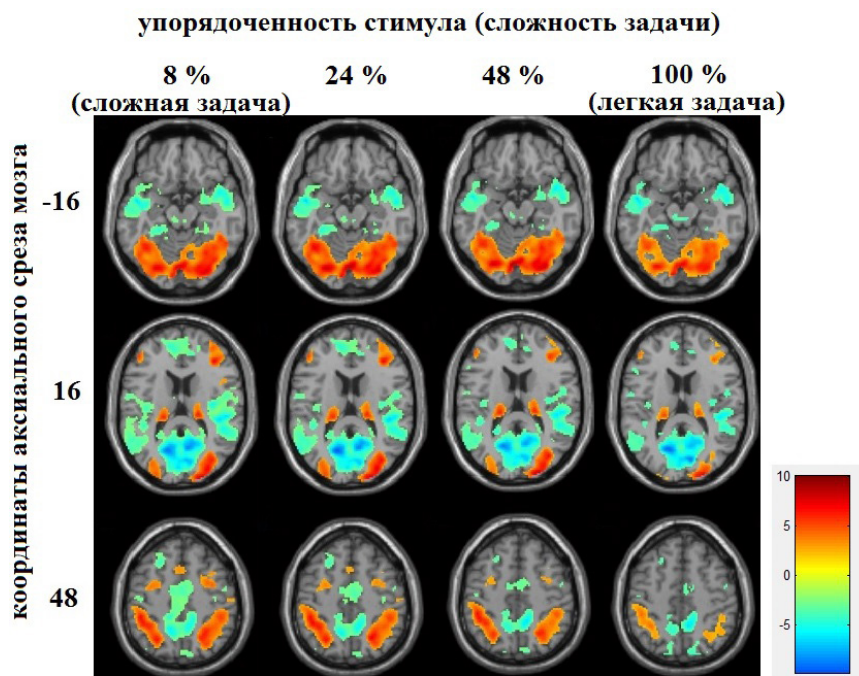 упорядоченность стимула (сложность задачи)
8 % 24 % 48 % 100 %
(сложная задача) (легкая задача)
координаты аксиального среза мозга
-16
16
48
10
5
0
-5